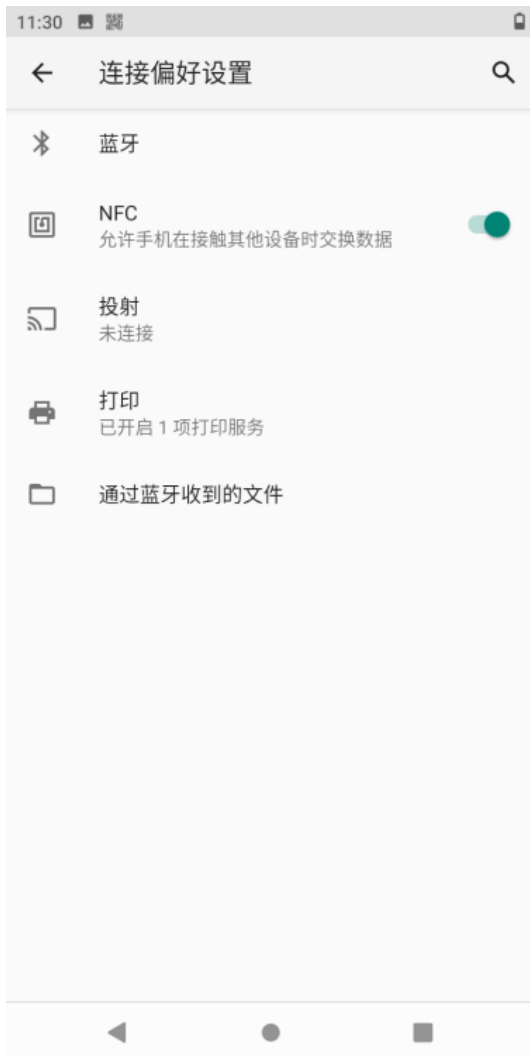 11:30
连接偏好设置
蓝牙
NFC
允许手机在接触其他设备时交换数据
投射
未连接
打印
已开启 1 项打印服务
通过蓝牙收到的文件